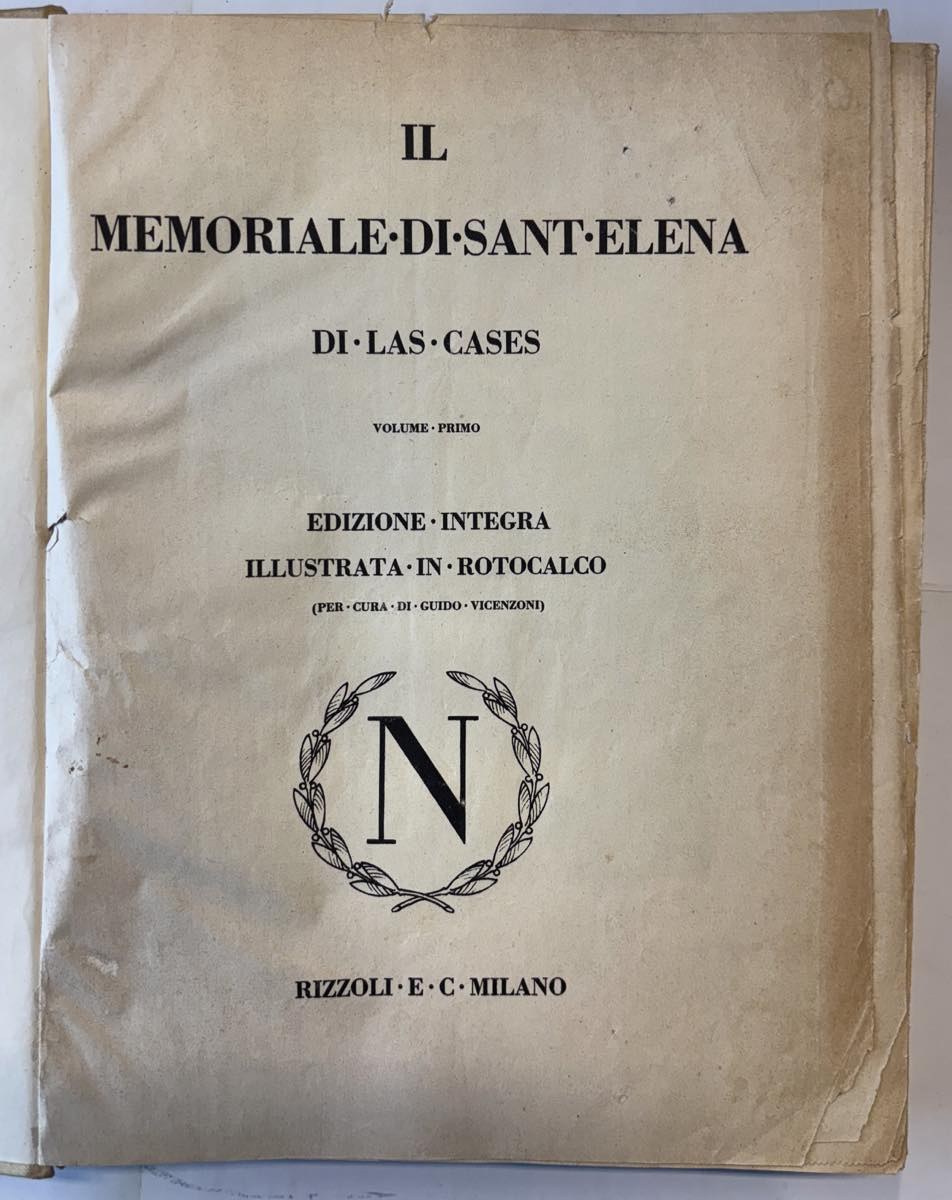 IL
MEMORIALE·DI·SANT·ELENA
DI·LAS·CASES
VOLUME·PRIMO
EDIZIONE·INTEGRA
ILLUSTRATA·IN·ROTOCALCO
(PER·CURA·DI·GUIDO·VICENZONI)
N
RIZZOLI·E·C·MILANO